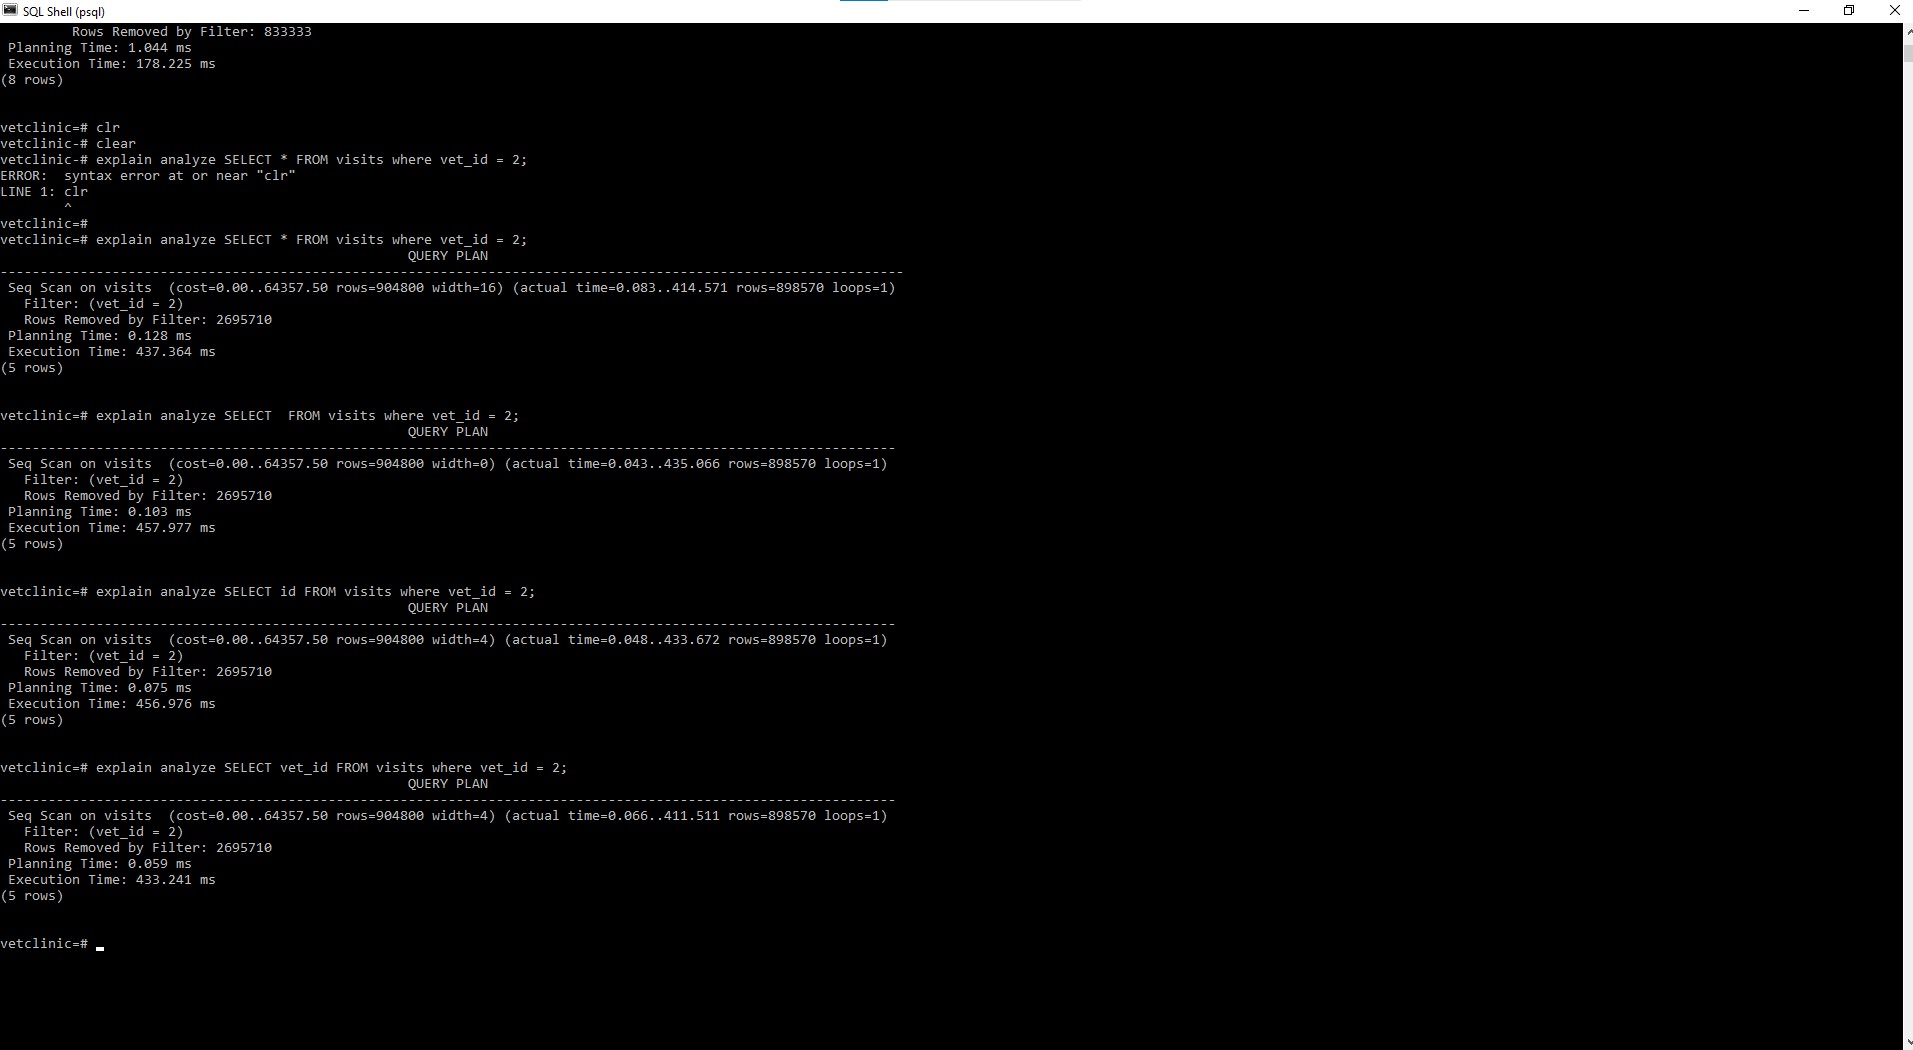 SQL Shell (psql)
Rows Removed by Filter: 833333
Planning Time: 1.044 ms
Execution Time: 178.225 ms
(8 rows)
vetclinic=# clr
vetclinic-# clear
vetclinic-# explain analyze SELECT * FROM visits where vet_id = 2;
ERROR:  syntax error at or near "clr"
LINE 1: clr
^
vetclinic=#
vetclinic=# explain analyze SELECT * FROM visits where vet_id = 2;
QUERY PLAN
-----------------------------------------------------------------------------------------------------------------
Seq Scan on visits  (cost=0.00..64357.50 rows=904800 width=16) (actual time=0.083..414.571 rows=898570 loops=1)
Filter: (vet_id = 2)
Rows Removed by Filter: 2695710
Planning Time: 0.128 ms
Execution Time: 437.364 ms
(5 rows)
vetclinic=# explain analyze SELECT  FROM visits where vet_id = 2;
QUERY PLAN
----------------------------------------------------------------------------------------------------------------
Seq Scan on visits  (cost=0.00..64357.50 rows=904800 width=0) (actual time=0.043..435.066 rows=898570 loops=1)
Filter: (vet_id = 2)
Rows Removed by Filter: 2695710
Planning Time: 0.103 ms
Execution Time: 457.977 ms
(5 rows)
vetclinic=# explain analyze SELECT id FROM visits where vet_id = 2;
QUERY PLAN
----------------------------------------------------------------------------------------------------------------
Seq Scan on visits  (cost=0.00..64357.50 rows=904800 width=4) (actual time=0.048..433.672 rows=898570 loops=1)
Filter: (vet_id = 2)
Rows Removed by Filter: 2695710
Planning Time: 0.075 ms
Execution Time: 456.976 ms
(5 rows)
vetclinic=# explain analyze SELECT vet_id FROM visits where vet_id = 2;
QUERY PLAN
----------------------------------------------------------------------------------------------------------------
Seq Scan on visits  (cost=0.00..64357.50 rows=904800 width=4) (actual time=0.066..411.511 rows=898570 loops=1)
Filter: (vet_id = 2)
Rows Removed by Filter: 2695710
Planning Time: 0.059 ms
Execution Time: 433.241 ms
(5 rows)
vetclinic=#